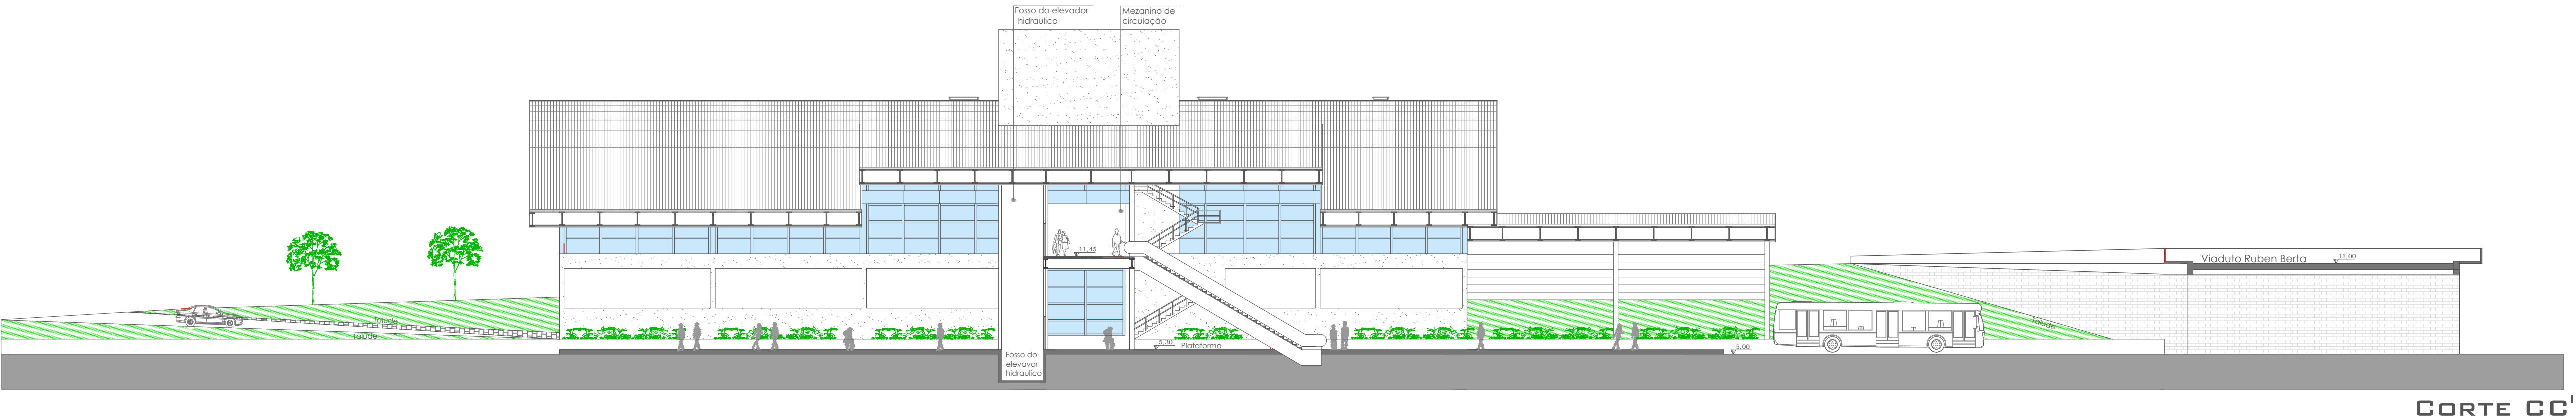 Fosso do elevador
hidraulico
Mezanino de
circulação
11,45
Viaduto Ruben Berta
11,00
Talude
Talude
Talude
5,30
Plataforma
5,00
Fosso do
elevavor
hidraulico
CORTE CC'